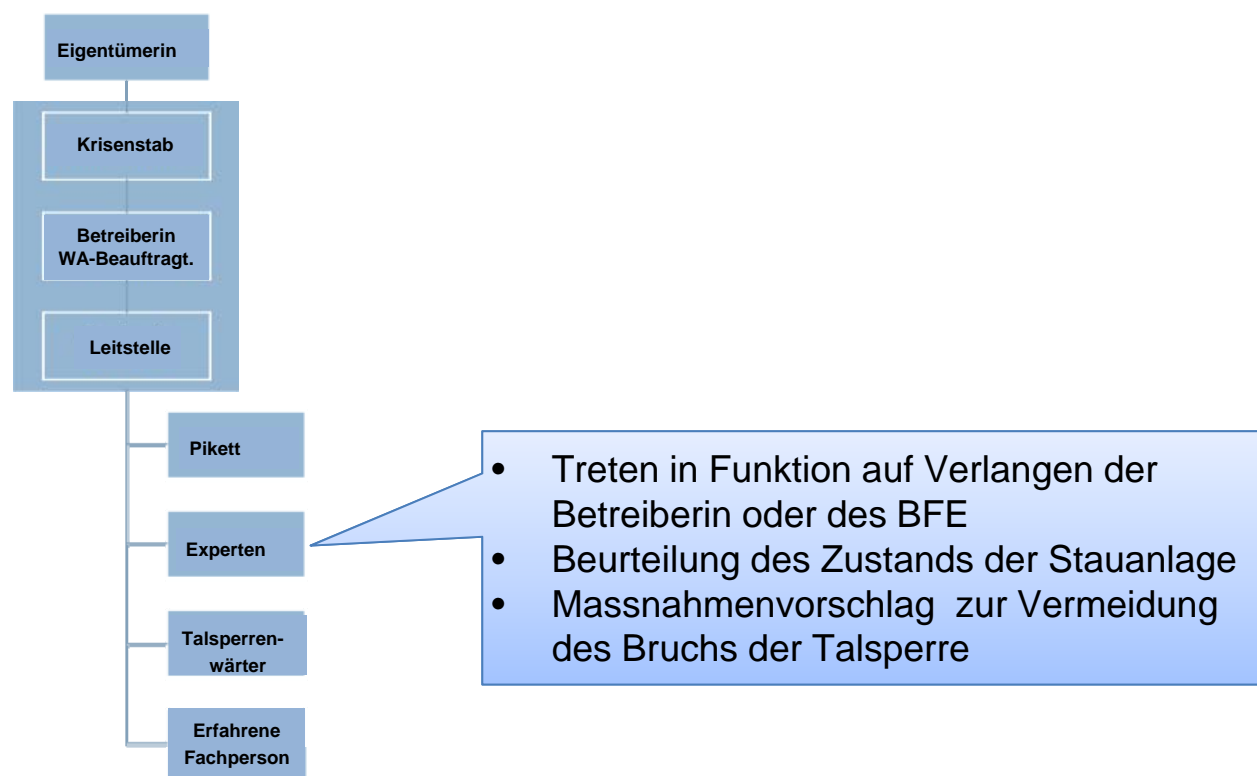 Eigentümerin
Krisenstab
Betreiberin
WA-Beauftragt.
Leitstelle
Pikett
Experten
Talsperren-
wärter
Erfahrene
Fachperson
• Treten in Funktion auf Verlangen der
Betreiberin oder des BFE
• Beurteilung des Zustands der Stauanlage
• Massnahmenvorschlag zur Vermeidung
des Bruchs der Talsperre